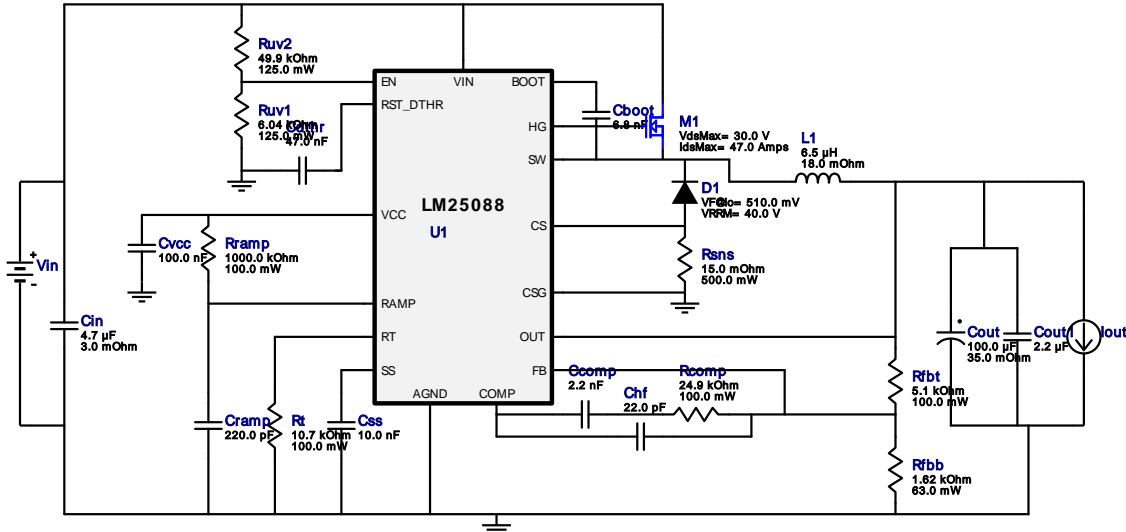 Ruv2
49.9 kOhm
125.0 mW
Ruv1
6.04 kOhm
125.0 mW
47.0 nF
EN
VIN
BOOT
RST_DTHR
HG
SW
LM25088
U1
VCC
CS
CSG
RAMP
RT
OUT
SS
FB
AGND
COMP
Cboot
6.8 nF
M1
VdsMax= 30.0 V
IdsMax= 47.0 Amps
L1
6.5 µH
18.0 mOhm
D1
VRRM= 40.0 V
Rsns
15.0 mOhm
500.0 mW
Cvcc
100.0 nF
Rramp
1000.0 kOhm
100.0 mW
Vin
+
-
Cin
4.7 µF
3.0 mOhm
Cramp
220.0 pF
Rt
10.7 kOhm
100.0 mW
Css
10.0 nF
Ccomp
2.2 nF
Chf
22.0 pF
Rcomp
24.9 kOhm
100.0 mW
Cout
100.0 µF
35.0 mOhm
Cout1
2.2 µF
Iout
Rfbt
5.1 kOhm
100.0 mW
Rfbb
1.62 kOhm
63.0 mW